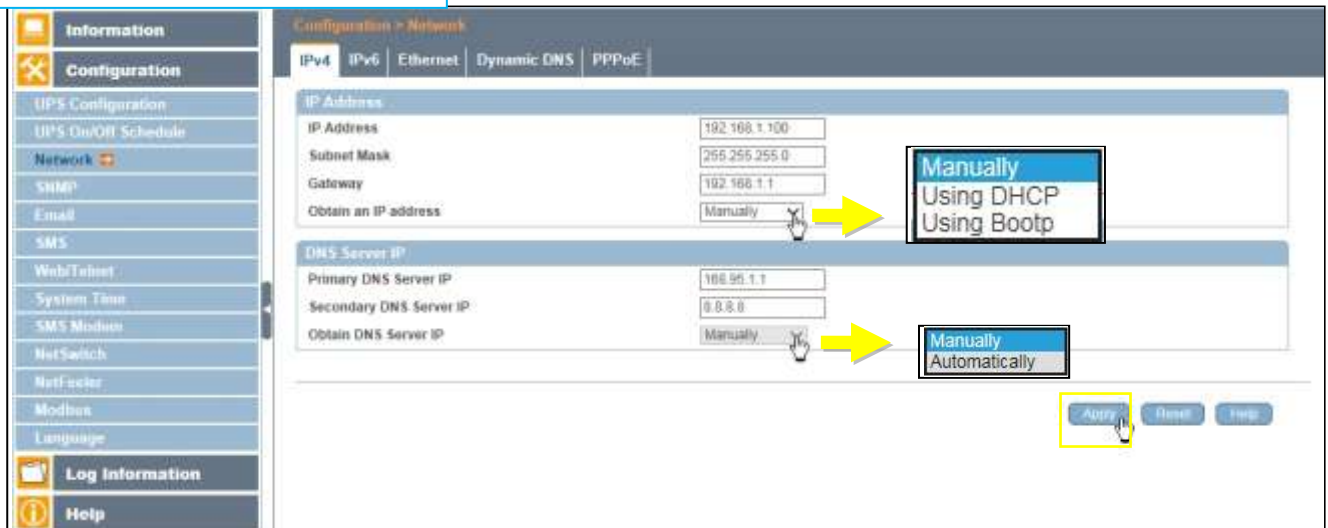 Information
Configuration
UPS Configuration
UPS On/Off Schedule
Network
SNMP
Email
SMS
Web/Telnet
System Time
SMS Modem
NetSwitch
NetFeeler
Modbus
Language
Log Information
Help
Configuration > Network
IPv4 IPv6 Ethernet Dynamic DNS PPPoE
IP Address
IP Address 192.168.1.100
Subnet Mask 255.255.255.0
Gateway 192.168.1.1
Obtain an IP address Manually
Manually
Using DHCP
Using Bootp
DNS Server IP
Primary DNS Server IP 168.95.1.1
Secondary DNS Server IP 8.8.8.8
Obtain DNS Server IP Manually
Manually
Automatically
Apply Reset Help